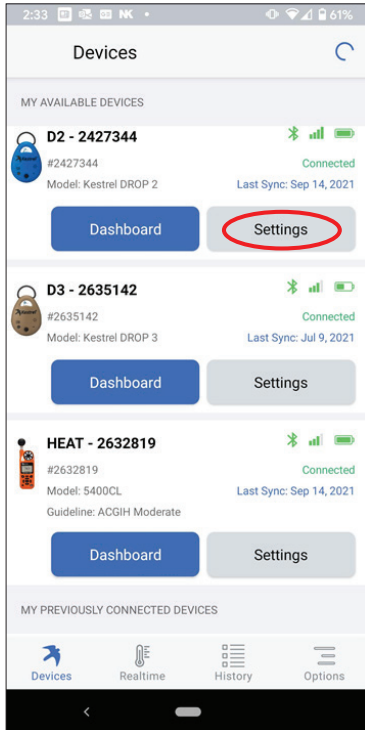 2:33 61%
Devices
MY AVAILABLE DEVICES
D2 - 2427344
#2427344 Connected
Model: Kestrel DROP 2 Last Sync: Sep 14, 2021
Dashboard Settings
D3 - 2635142
#2635142 Connected
Model: Kestrel DROP 3 Last Sync: Jul 9, 2021
Dashboard Settings
HEAT - 2632819
#2632819 Connected
Model: 5400CL Last Sync: Sep 14, 2021
Guideline: ACGIH Moderate
Dashboard Settings
MY PREVIOUSLY CONNECTED DEVICES
Devices Realtime History Options